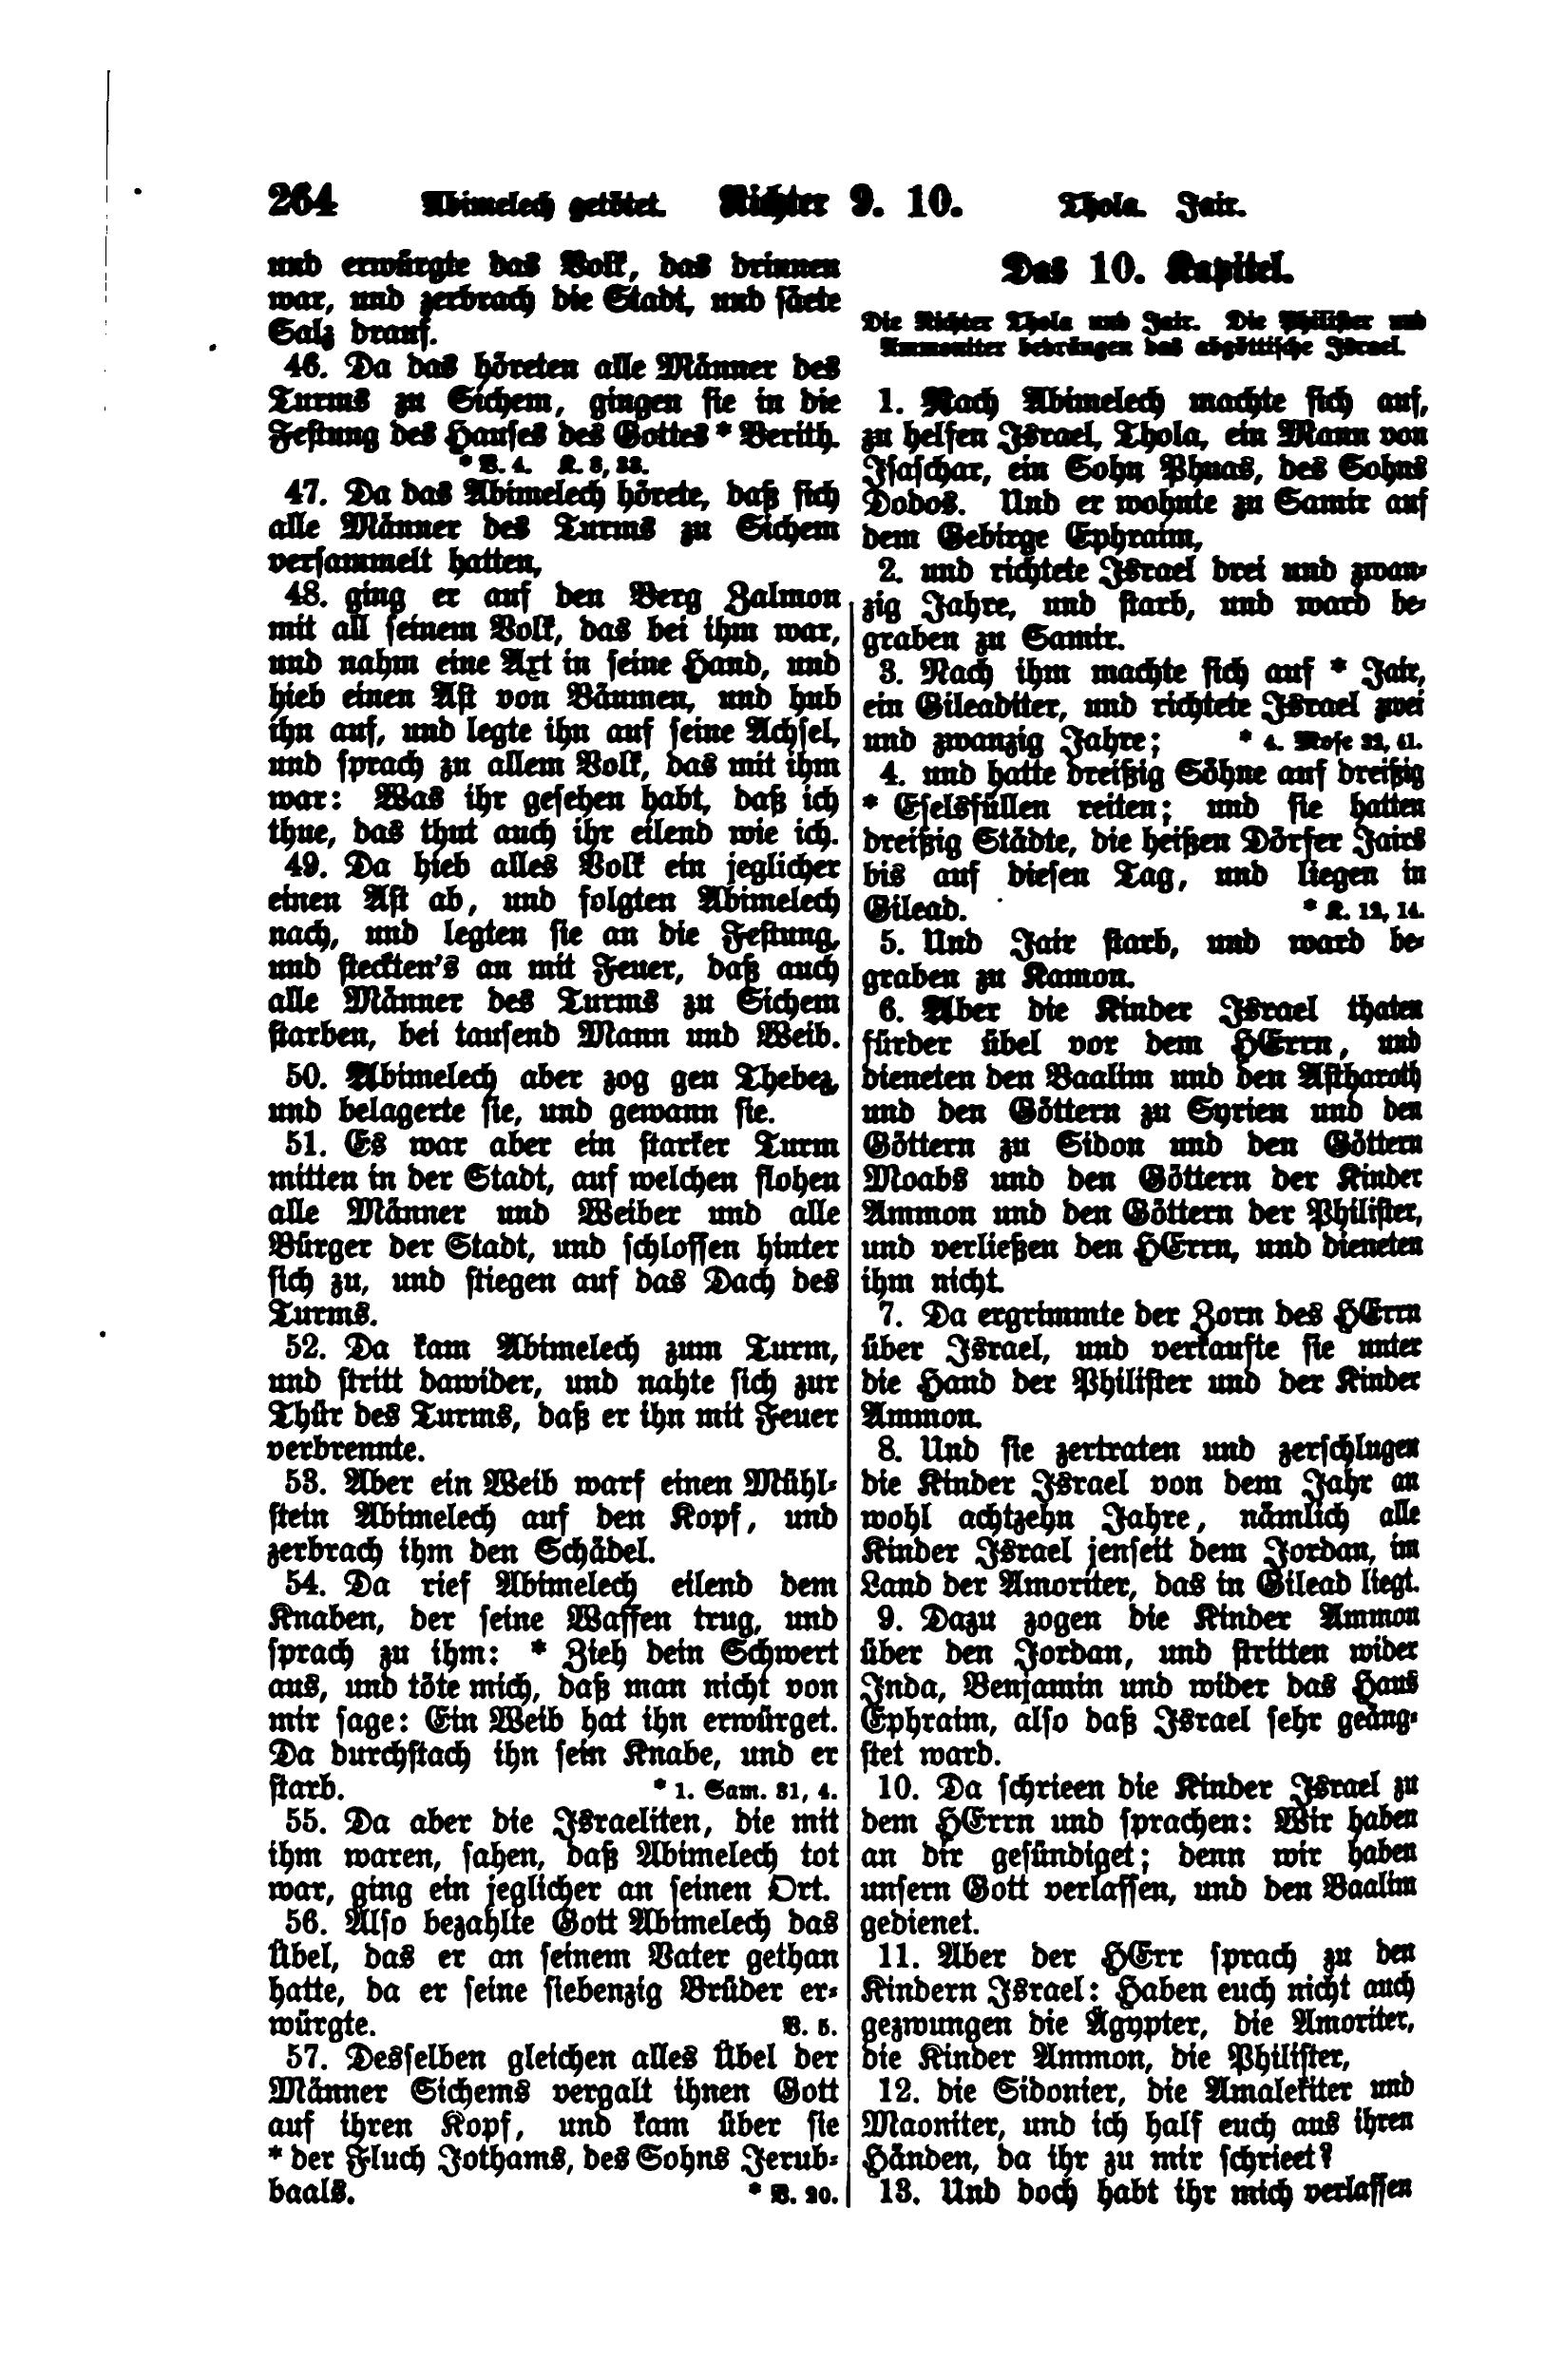 264 Abimelech getötet. Richter 9. 10. Thola. Jair.
und erwürgte das Volk, das drinnen
war, und zerbrach die Stadt, und säete
Salz drauf.
46. Da das höreten alle Männer des
Turms zu Sichem, gingen sie in die
Festung des Hauses des Gottes * Berith.
* V. 4. K. 8, 33.
47. Da das Abimelech hörete, daß sich
alle Männer des Turms zu Sichem
versammelt hatten,
48. ging er auf den Berg Zalmon
mit all seinem Volk, das bei ihm war,
und nahm eine Axt in seine Hand, und
hieb einen Ast von Bäumen, und hub
ihn auf, und legte ihn auf seine Achsel,
und sprach zu allem Volk, das mit ihm
war: Was ihr gesehen habt, daß ich
thue, das thut auch ihr eilend wie ich.
49. Da hieb alles Volk ein jeglicher
einen Ast ab, und folgten Abimelech
nach, und legten sie an die Festung,
und steckten's an mit Feuer, daß auch
alle Männer des Turms zu Sichem
starben, bei tausend Mann und Weib.
50. Abimelech aber zog gen Thebez,
und belagerte sie, und gewann sie.
51. Es war aber ein starker Turm
mitten in der Stadt, auf welchen flohen
alle Männer und Weiber und alle
Bürger der Stadt, und schlossen hinter
sich zu, und stiegen auf das Dach des
Turms.
52. Da kam Abimelech zum Turm,
und stritt dawider, und nahte sich zur
Thür des Turms, daß er ihn mit Feuer
verbrennte.
53. Aber ein Weib warf einen Mühl-
stein Abimelech auf den Kopf, und
zerbrach ihm den Schädel.
54. Da rief Abimelech eilend dem
Knaben, der seine Waffen trug, und
sprach zu ihm: * Zieh dein Schwert
aus, und töte mich, daß man nicht von
mir sage: Ein Weib hat ihn erwürget.
Da durchstach ihn sein Knabe, und er
starb. * 1. Sam. 31, 4.
55. Da aber die Israeliten, die mit
ihm waren, sahen, daß Abimelech tot
war, ging ein jeglicher an seinen Ort.
56. Also bezahlte Gott Abimelech das
Übel, das er an seinem Vater gethan
hatte, da er seine siebenzig Brüder er-
würgte. V. 5.
57. Desselben gleichen alles Übel der
Männer Sichems vergalt ihnen Gott
auf ihren Kopf, und kam über sie
* der Fluch Jothams, des Sohns Jerub-
baals. * V. 20.
Das 10. Kapitel.
Die Richter Thola und Jair. Die Philister und
Ammoniter bedrängen das abgöttische Israel.
1. Nach Abimelech machte sich auf,
zu helfen Israel, Thola, ein Mann von
Isaschar, ein Sohn Phuas, des Sohns
Dodos. Und er wohnte zu Samir auf
dem Gebirge Ephraim,
2. und richtete Israel drei und zwan-
zig Jahre, und starb, und ward be-
graben zu Samir.
3. Nach ihm machte sich auf * Jair,
ein Gileaditer, und richtete Israel zwei
und zwanzig Jahre; * 4. Mose 32, 41.
4. und hatte dreißig Söhne auf dreißig
* Eselsfüllen reiten; und sie hatten
dreißig Städte, die heißen Dörfer Jairs
bis auf diesen Tag, und liegen in
Gilead. * K. 12, 14.
5. Und Jair starb, und ward be-
graben zu Kamon.
6. Aber die Kinder Israel thaten
fürder übel vor dem HErrn, und
dieneten den Baalim und den Astharoth
und den Göttern zu Syrien und den
Göttern zu Sidon und den Göttern
Moabs und den Göttern der Kinder
Ammon und den Göttern der Philister,
und verließen den HErrn, und dieneten
ihm nicht.
7. Da ergrimmte der Zorn des HErrn
über Israel, und verkaufte sie unter
die Hand der Philister und der Kinder
Ammon.
8. Und sie zertraten und zerschlugen
die Kinder Israel von dem Jahr an
wohl achtzehn Jahre, nämlich alle
Kinder Israel jenseit dem Jordan, im
Land der Amoriter, das in Gilead liegt.
9. Dazu zogen die Kinder Ammon
über den Jordan, und stritten wider
Juda, Benjamin und wider das Haus
Ephraim, also daß Israel sehr geäng-
stet ward.
10. Da schrieen die Kinder Israel zu
dem HErrn und sprachen: Wir haben
an dir gesündiget; denn wir haben
unsern Gott verlassen, und den Baalim
gedienet.
11. Aber der HErr sprach zu den
Kindern Israel: Haben euch nicht auch
gezwungen die Ägypter, die Amoriter,
die Kinder Ammon, die Philister,
12. die Sidonier, die Amalekiter und
Maoniter, und ich half euch aus ihren
Händen, da ihr zu mir schrieet?
13. Und doch habt ihr mich verlassen